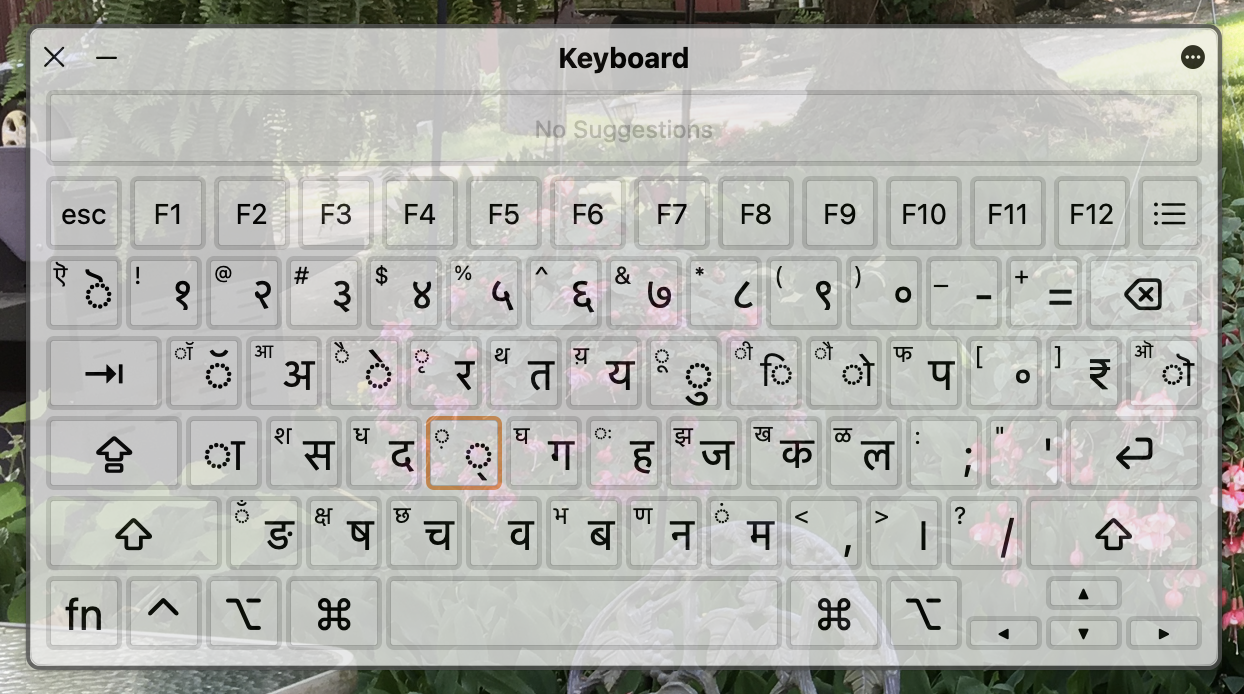 Keyboard
No Suggestions
esc F1 F2 F3 F4 F5 F6 F7 F8 F9 F10 F11 F12
ऎ ॆ ! १ @ २ # ३ $ ४ % ५ ^ ६ & ७ * ८ ( ९ ) ० _ - + =
ॉ ॅ आ अ ै े ृ र थ त य़ य ू ु ी ि ौ ो फ प [ ० ] ₹ ऒ ॊ
ा श स ध द ़ ् घ ग ः ह झ ज ख क ळ ल : ; " '
ँ ङ क्ष ष छ च व भ ब ण न ं म < , > । ? /
fn ^ ⌥ ⌘ ⌘ ⌥